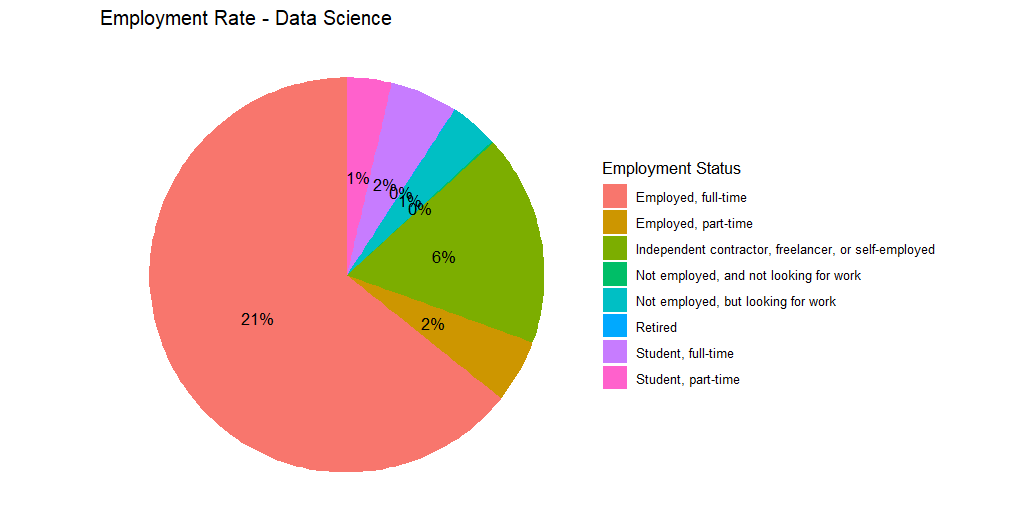 Employment Rate - Data Science
1%
2%
0%
1%
0%
6%
2%
21%
Employment Status
Employed, full-time
Employed, part-time
Independent contractor, freelancer, or self-employed
Not employed, and not looking for work
Not employed, but looking for work
Retired
Student, full-time
Student, part-time